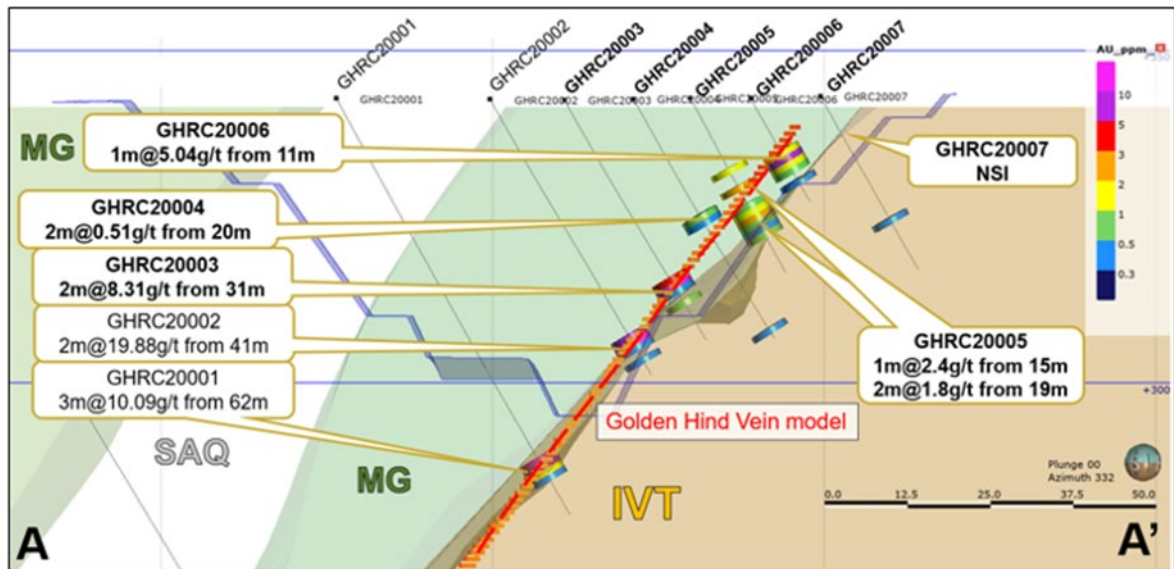 GHRC20001
GHRC20002
GHRC20003
GHRC20004
GHRC20005
GHRC200006
GHRC20007
AU_ppm_
GHRC20001
GHRC20002
GHRC20003
GHRC20004
GHRC20005
GHRC20006
GHRC20007
10
5
3
2
1
0.5
0.3
MG
GHRC20006
1m@5.04g/t from 11m
GHRC20007
NSI
GHRC20004
2m@0.51g/t from 20m
GHRC20003
2m@8.31g/t from 31m
GHRC20002
2m@19.88g/t from 41m
GHRC20005
1m@2.4g/t from 15m
2m@1.8g/t from 19m
GHRC20001
3m@10.09g/t from 62m
+300
Golden Hind Vein model
SAQ
MG
IVT
Plunge 00
Azimuth 332
0.0 12.5 25.0 37.5 50.0
A
A'